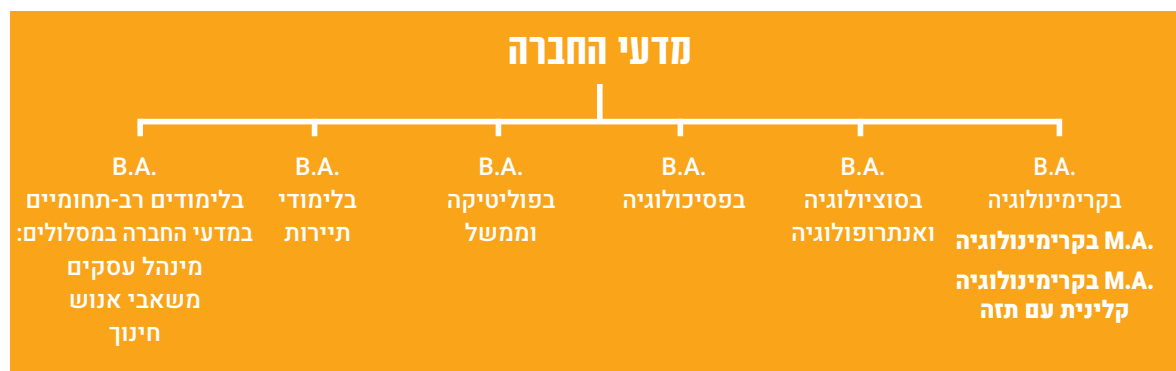 מדעי החברה
B.A.
בקרימינולוגיה
M.A. בקרימינולוגיה
M.A. בקרימינולוגיה
קלינית עם תזה
B.A.
בסוציולוגיה
ואנתרופולוגיה
B.A.
בפסיכולוגיה
B.A.
בפוליטיקה
וממשל
B.A.
בלימודי
תיירות
B.A.
בלימודים רב-תחומיים
במדעי החברה במסלולים:
מינהל עסקים
משאבי אנוש
חינוך